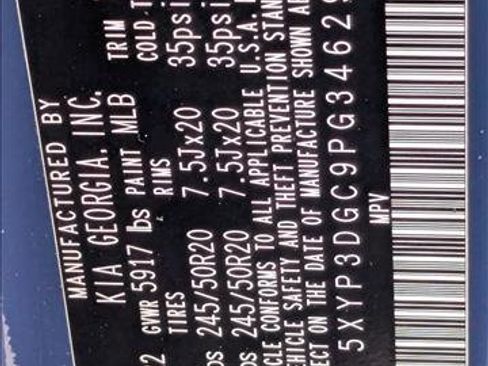 MANUFACTURED BY
KIA GEORGIA, INC.
2 GVWR 5917 lbs PAINT MLB TRIM
TIRES RIMS COLD
245/50R20 7.5Jx20 35psi
245/50R20 7.5Jx20 35psi
CONFORMS TO ALL APPLICABLE U.S.A.
SAFETY AND THEFT PREVENTION
ON THE DATE OF MANUFACTURE SHOWN
5XYP3DGC9PG34629
MPV